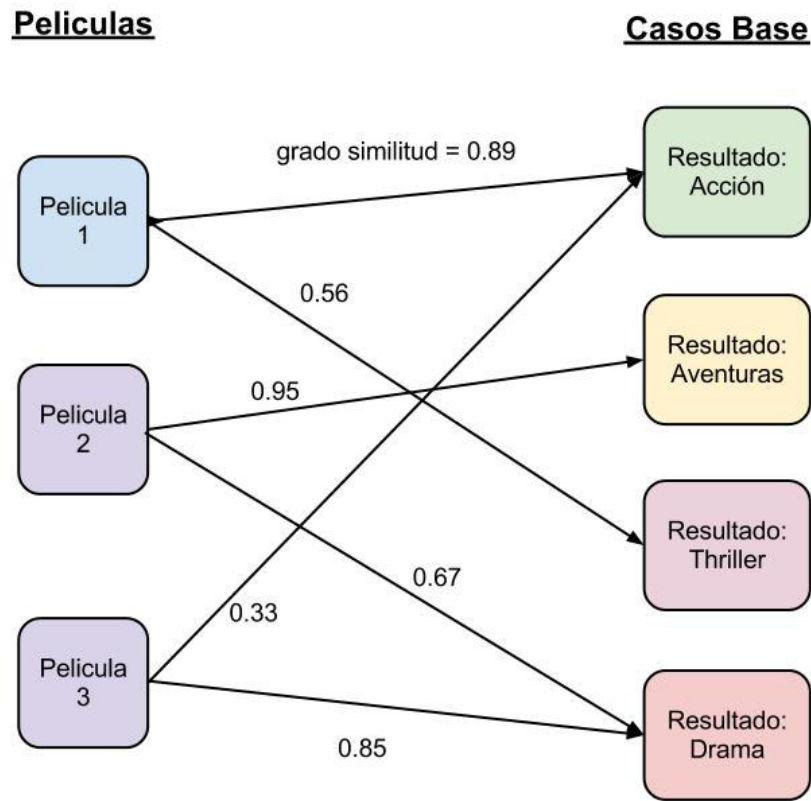 Peliculas
Casos Base
grado similitud = 0.89
Resultado:
Acción
Pelicula
1
0.56
Resultado:
Aventuras
0.95
Pelicula
2
Resultado:
Thriller
0.67
0.33
Pelicula
3
Resultado:
Drama
0.85